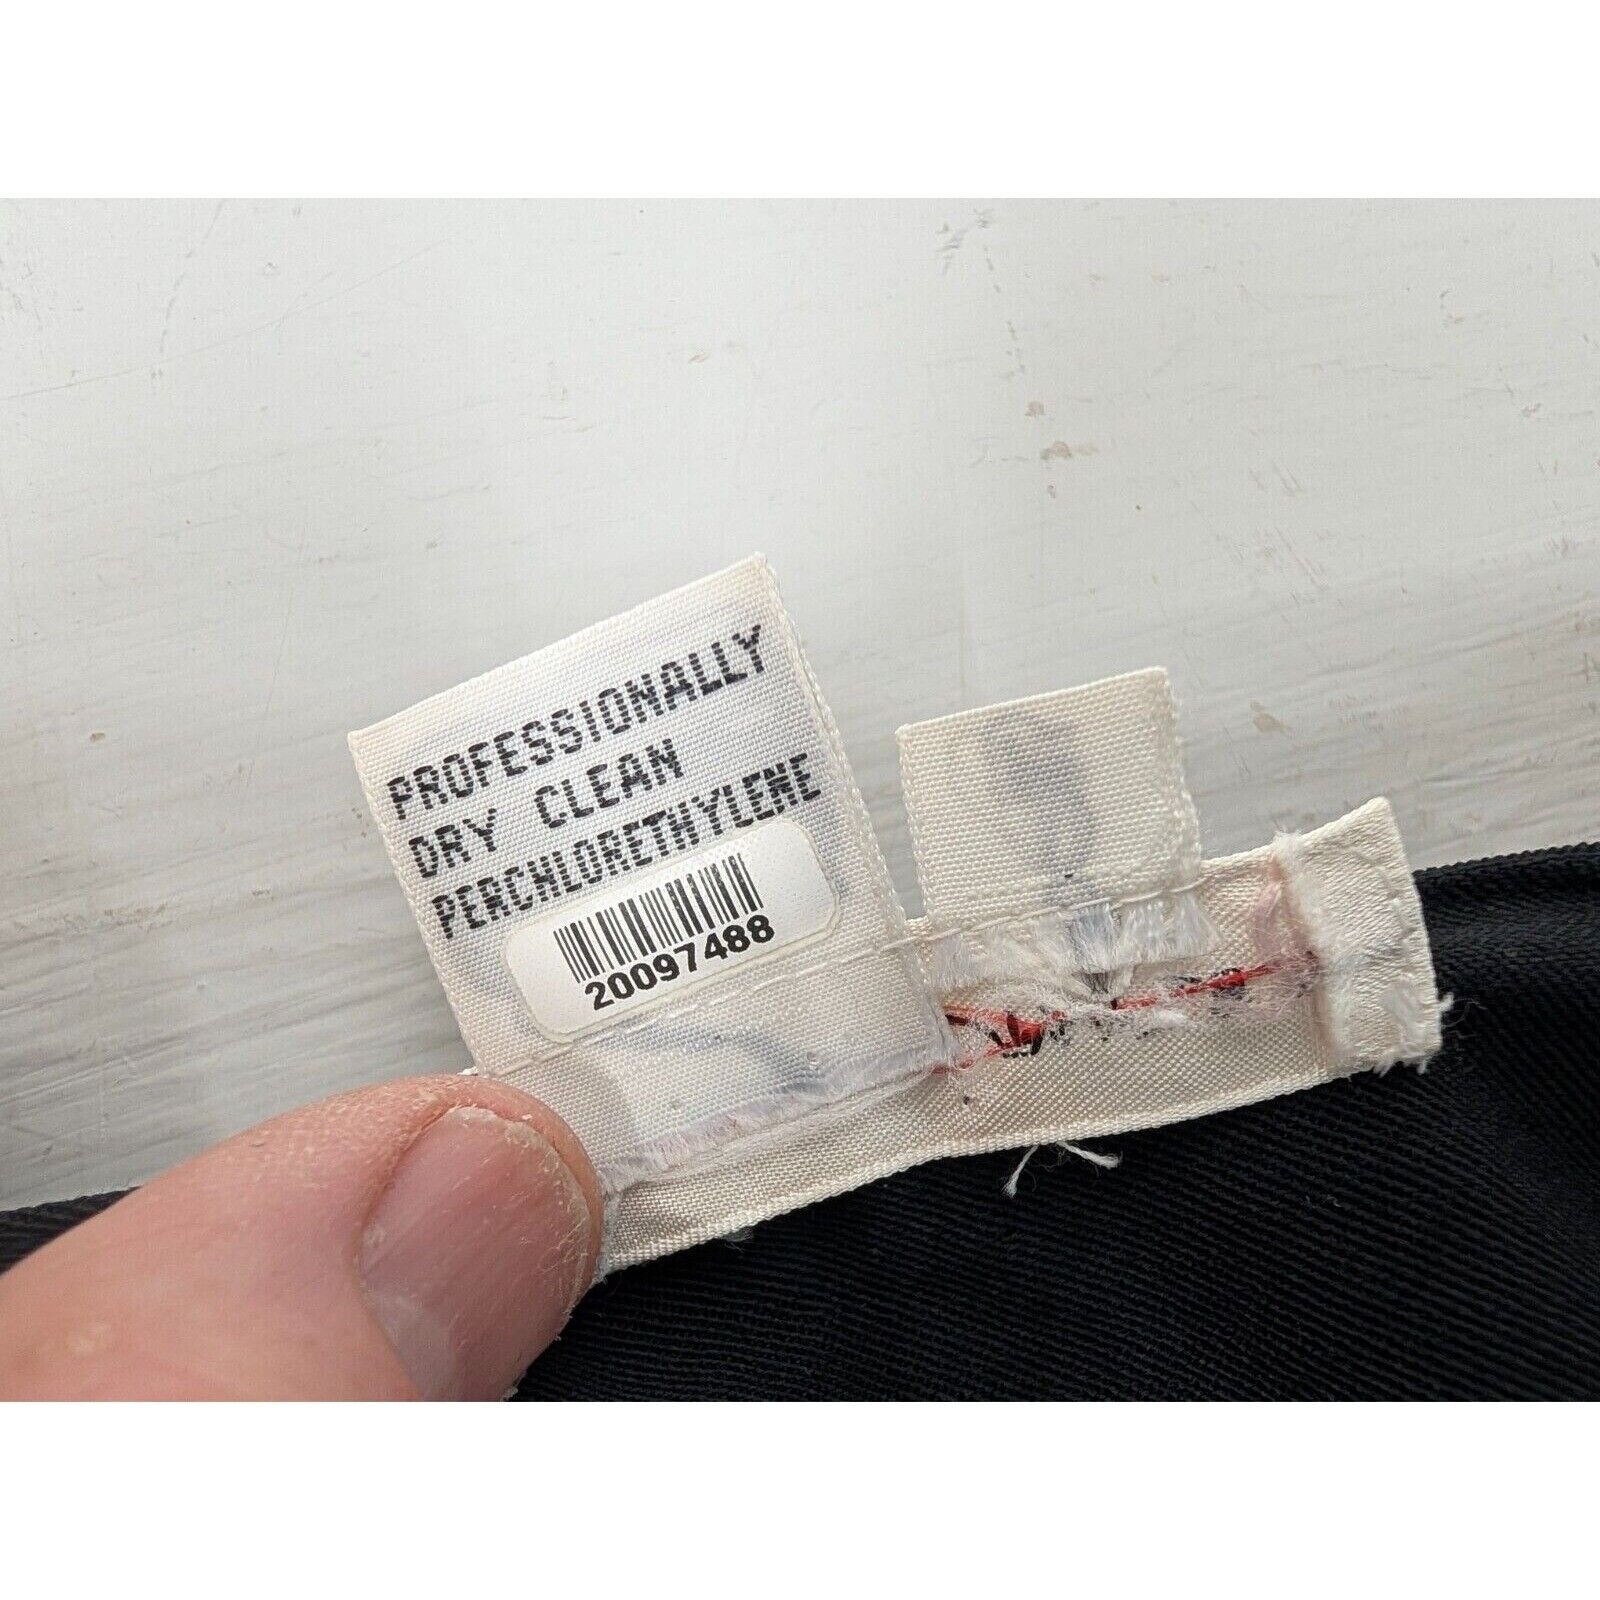 PROFESSIONALLY
DRY CLEAN
PERCHLORETHYLENE
20097488